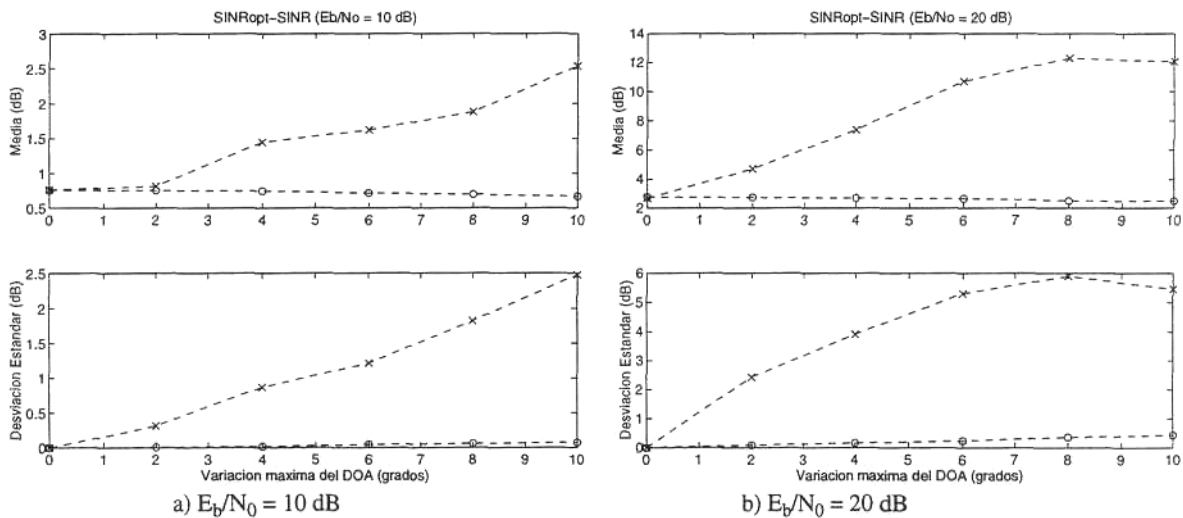 SINRopt-SINR (Eb/No = 10 dB)
3
2.5
2
1.5
1
0.5
Media (dB)
0 1 2 3 4 5 6 7 8 9 10
2.5
2
1.5
1
0.5
0
Desviacion Estandar (dB)
0 1 2 3 4 5 6 7 8 9 10
Variacion maxima del DOA (grados)
a) Eb/N0 = 10 dB
SINRopt-SINR (Eb/No = 20 dB)
14
12
10
8
6
4
2
Media (dB)
0 1 2 3 4 5 6 7 8 9 10
6
5
4
3
2
1
0
Desviacion Estandar (dB)
0 1 2 3 4 5 6 7 8 9 10
Variacion maxima del DOA (grados)
b) Eb/N0 = 20 dB